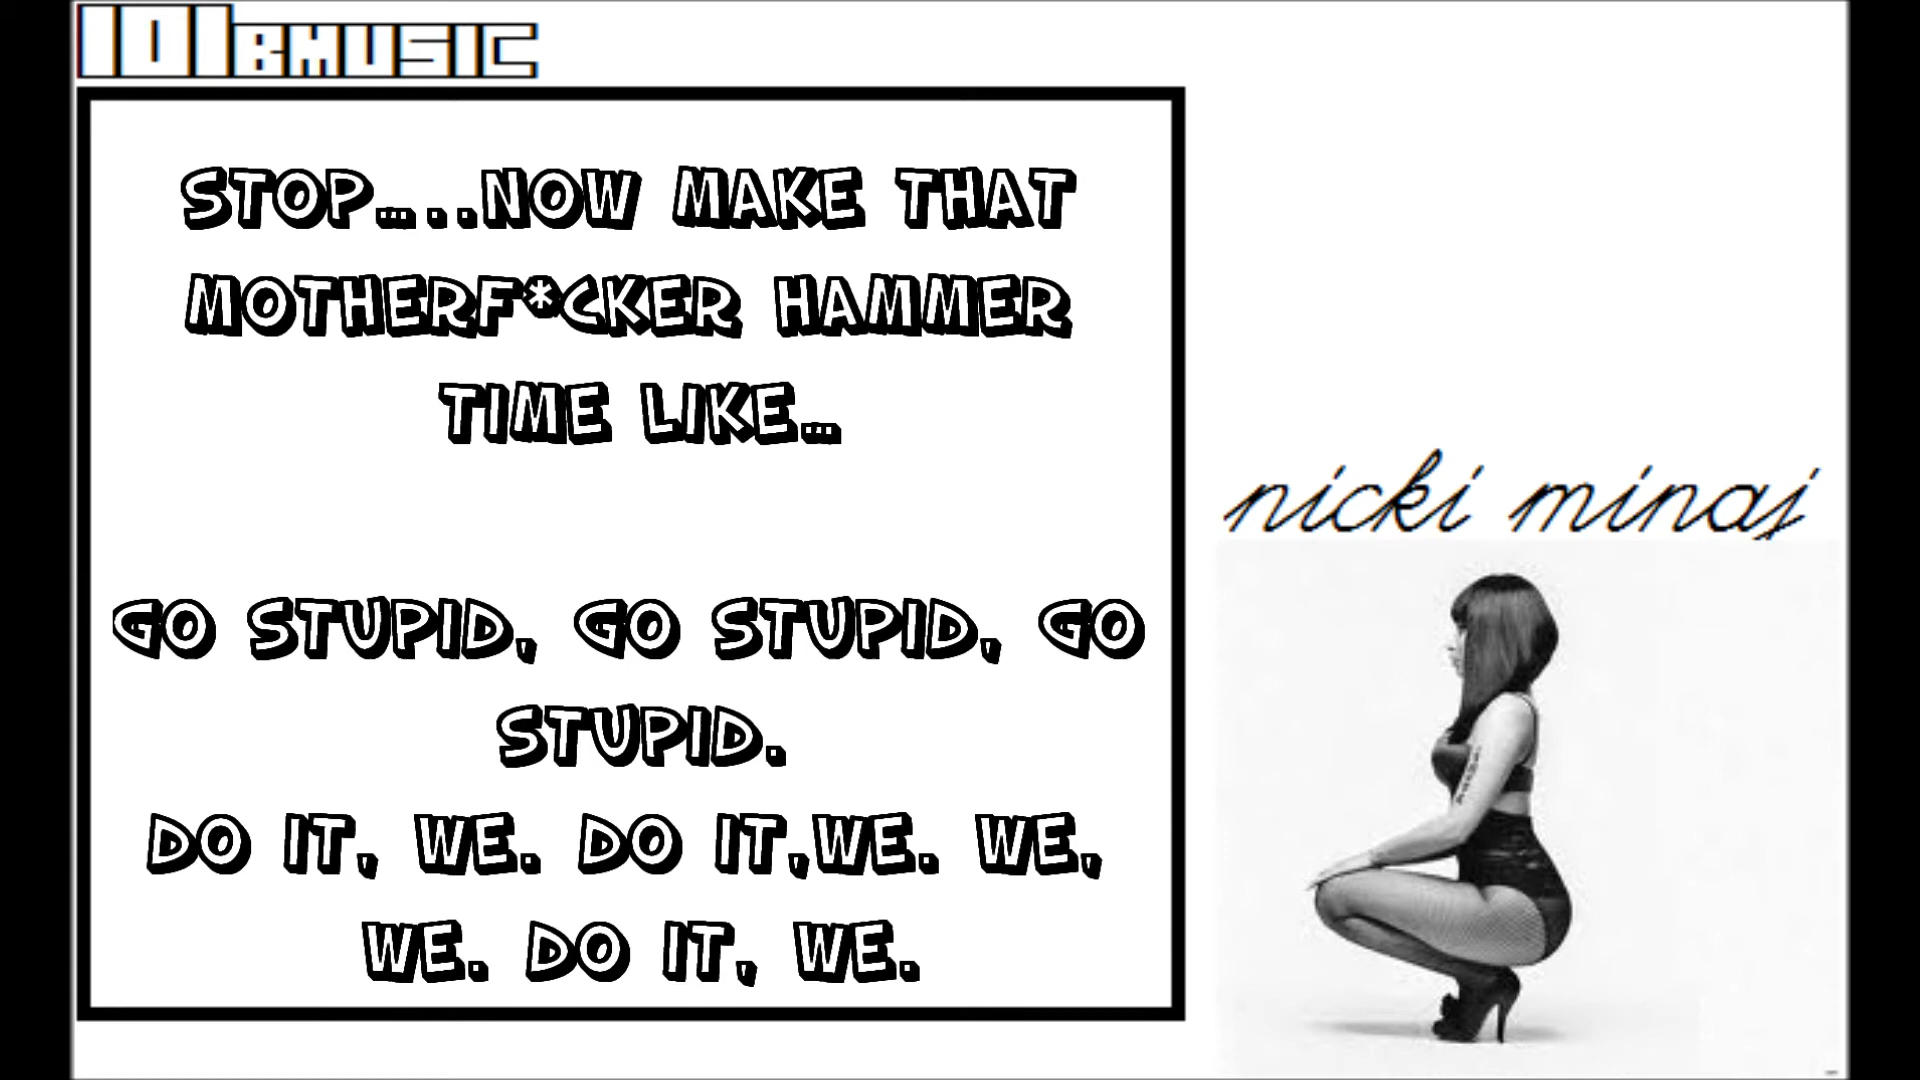 101BMUSIC
STOP.....NOW MAKE THAT
MOTHERF*CKER HAMMER
TIME LIKE...
GO STUPID, GO STUPID, GO
STUPID.
DO IT, WE. DO IT,WE. WE,
WE. DO IT, WE.
nicki minaj